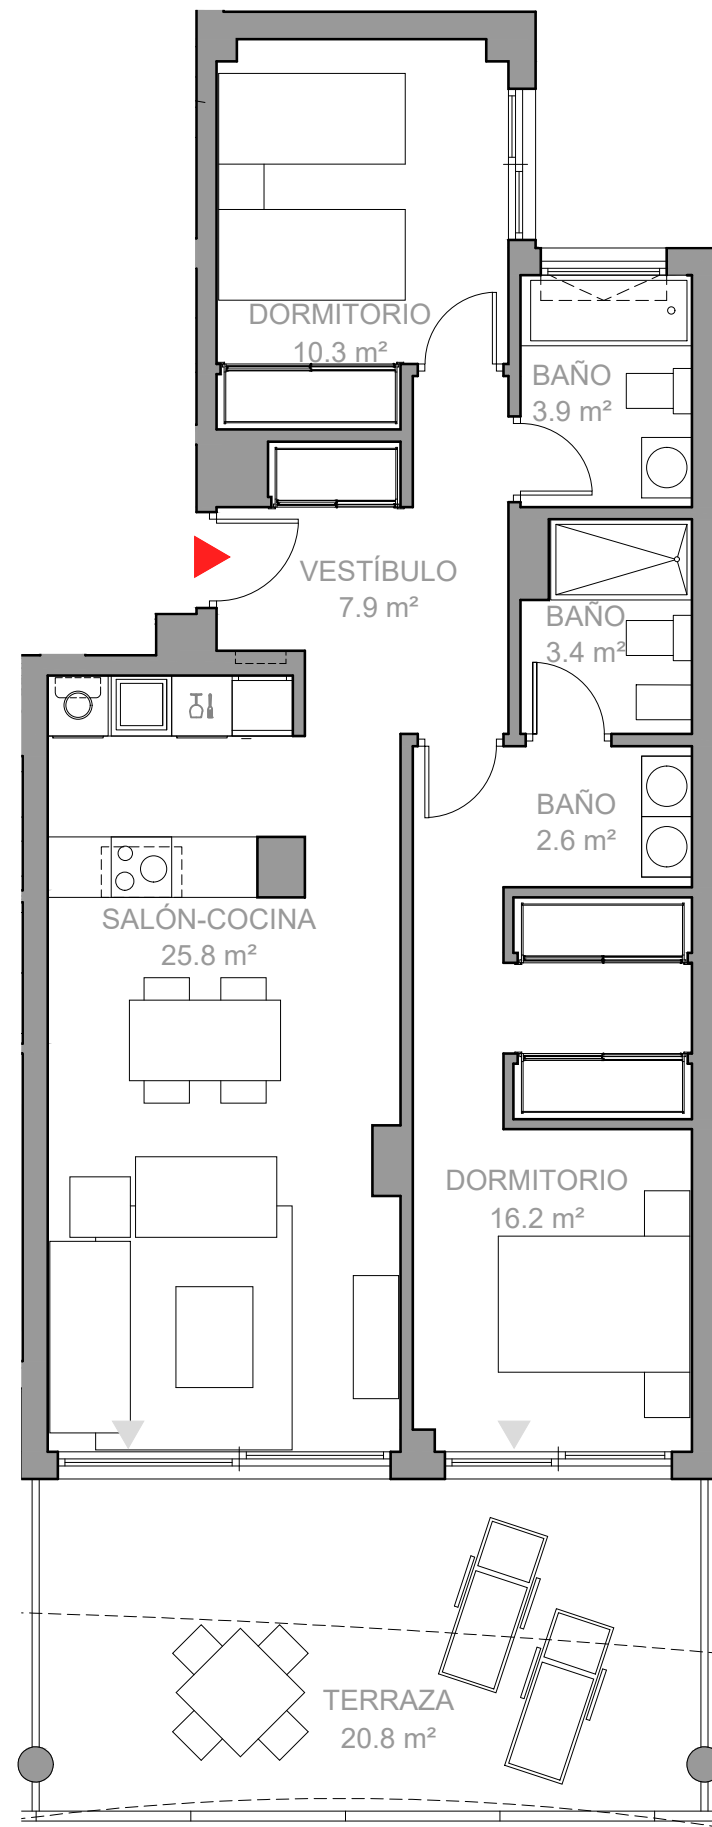 DORMITORIO
10.3 m²
BAÑO
3.9 m²
VESTÍBULO
7.9 m²
BAÑO
3.4 m²
BAÑO
2.6 m²
SALÓN-COCINA
25.8 m²
DORMITORIO
16.2 m²
TERRAZA
20.8 m²